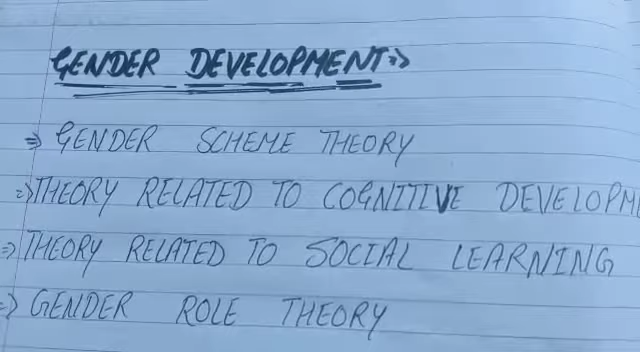 GENDER DEVELOPMENT⇒
⇒ GENDER SCHEME THEORY
⇒ THEORY RELATED TO COGNITIVE DEVELOPM
⇒ THEORY RELATED TO SOCIAL LEARNING
⇒ GENDER ROLE THEORY